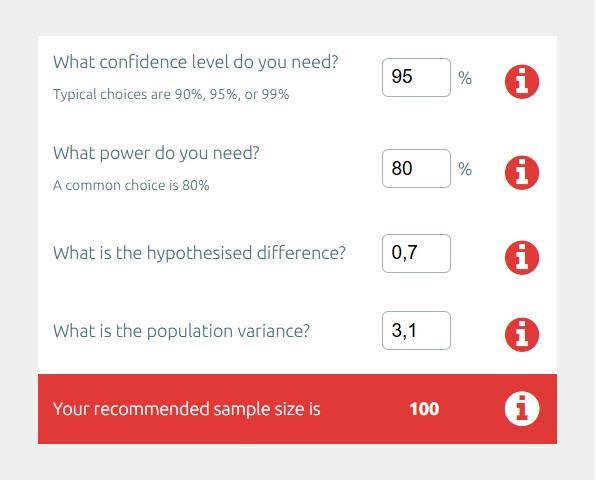 What confidence level do you need?
95 %
Typical choices are 90%, 95%, or 99%
What power do you need?
80 %
A common choice is 80%
What is the hypothesised difference?
0,7
What is the population variance?
3,1
Your recommended sample size is
100